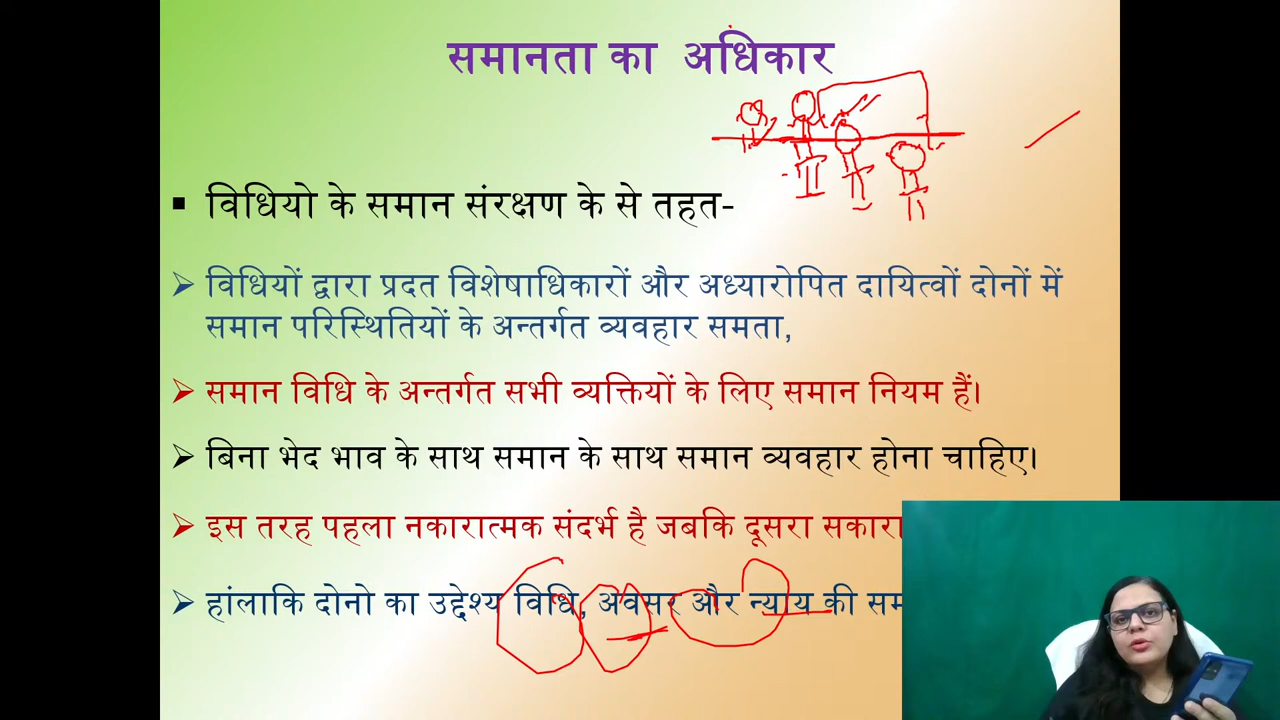 समानता का अधिकार
▪ विधियो के समान संरक्षण के से तहत-
➢ विधियों द्वारा प्रदत विशेषाधिकारों और अध्यारोपित दायित्वों दोनों में
समान परिस्थितियों के अन्तर्गत व्यवहार समता,
➢ समान विधि के अन्तर्गत सभी व्यक्तियों के लिए समान नियम हैं।
➢ बिना भेद भाव के साथ समान के साथ समान व्यवहार होना चाहिए।
➢ इस तरह पहला नकारात्मक संदर्भ है जबकि दूसरा
➢ हांलाकि दोनो का उद्देश्य विधि, अवसर और न्याय की